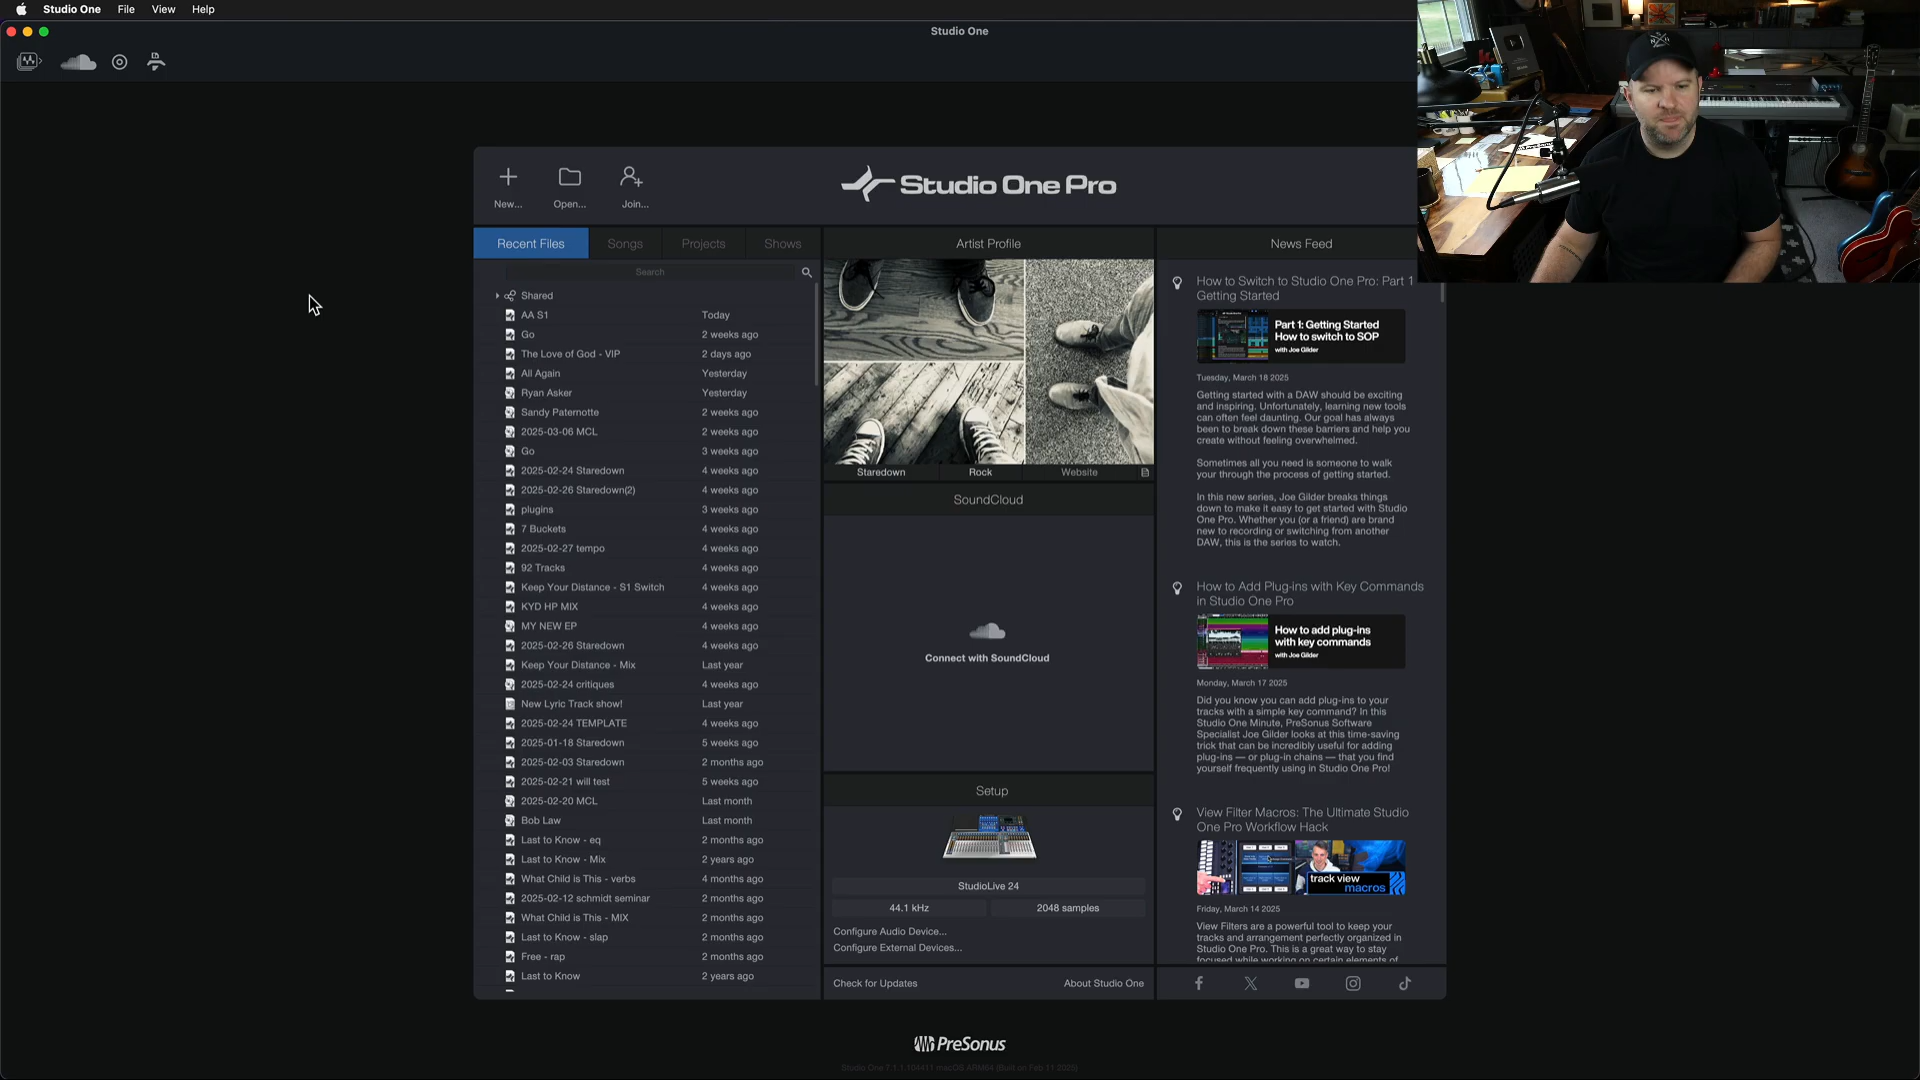 Studio One File View Help
Studio One
New... Open... Join...
Studio One Pro
Recent Files Songs Projects Shows
Search
Shared
AA S1 Today
Go 2 weeks ago
The Love of God - VIP 2 days ago
All Again Yesterday
Ryan Asker Yesterday
Sandy Paternotte 2 weeks ago
2025-03-06 MCL 2 weeks ago
Go 3 weeks ago
2025-02-24 Staredown 4 weeks ago
2025-02-26 Staredown(2) 4 weeks ago
plugins 3 weeks ago
7 Buckets 4 weeks ago
2025-02-27 tempo 4 weeks ago
92 Tracks 4 weeks ago
Keep Your Distance - S1 Switch 4 weeks ago
KYD HP MIX 4 weeks ago
MY NEW EP 4 weeks ago
2025-02-26 Staredown 4 weeks ago
Keep Your Distance - Mix Last year
2025-02-24 critiques 4 weeks ago
New Lyric Track show! Last year
2025-02-24 TEMPLATE 4 weeks ago
2025-01-18 Staredown 5 weeks ago
2025-02-03 Staredown 2 months ago
2025-02-21 will test 5 weeks ago
2025-02-20 MCL Last month
Bob Law Last month
Last to Know - eq 2 months ago
Last to Know - Mix 2 years ago
What Child is This - verbs 4 months ago
2025-02-12 schmidt seminar 2 months ago
What Child is This - MIX 2 months ago
Last to Know - slap 2 months ago
Free - rap 2 months ago
Last to Know 2 years ago
Artist Profile
Staredown Rock Website
SoundCloud
Connect with SoundCloud
Setup
StudioLive 24
44.1 kHz 2048 samples
Configure Audio Device...
Configure External Devices...
Check for Updates About Studio One
News Feed
How to Switch to Studio One Pro: Part 1
Getting Started
Part 1: Getting Started
How to switch to SOP
with Joe Gilder
Tuesday, March 18 2025
Getting started with a DAW should be exciting
and inspiring. Unfortunately, learning new tools
can often feel daunting. Our goal has always
been to break down these barriers and help you
create without feeling overwhelmed.
Sometimes all you need is someone to walk
your through the process of getting started.
In this new series, Joe Gilder breaks things
down to make it easy to get started with Studio
One Pro. Whether you (or a friend) are brand
new to recording or switching from another
DAW, this is the series to watch.
How to Add Plug-ins with Key Commands
in Studio One Pro
How to add plug-ins
with key commands
with Joe Gilder
Monday, March 17 2025
Did you know you can add plug-ins to your
tracks with a simple key command? In this
Studio One Minute, PreSonus Software
Specialist Joe Gilder looks at this time-saving
trick that can be incredibly useful for adding
plug-ins — or plug-in chains — that you find
yourself frequently using in Studio One Pro!
View Filter Macros: The Ultimate Studio
One Pro Workflow Hack
track view
macros
Friday, March 14 2025
View Filters are a powerful tool to keep your
tracks and arrangement perfectly organized in
Studio One Pro. This is a great way to stay
focused while working on certain elements of
PreSonus
Studio One 7.1.1.104411 macOS ARM64 (Built on Feb 11 2025)